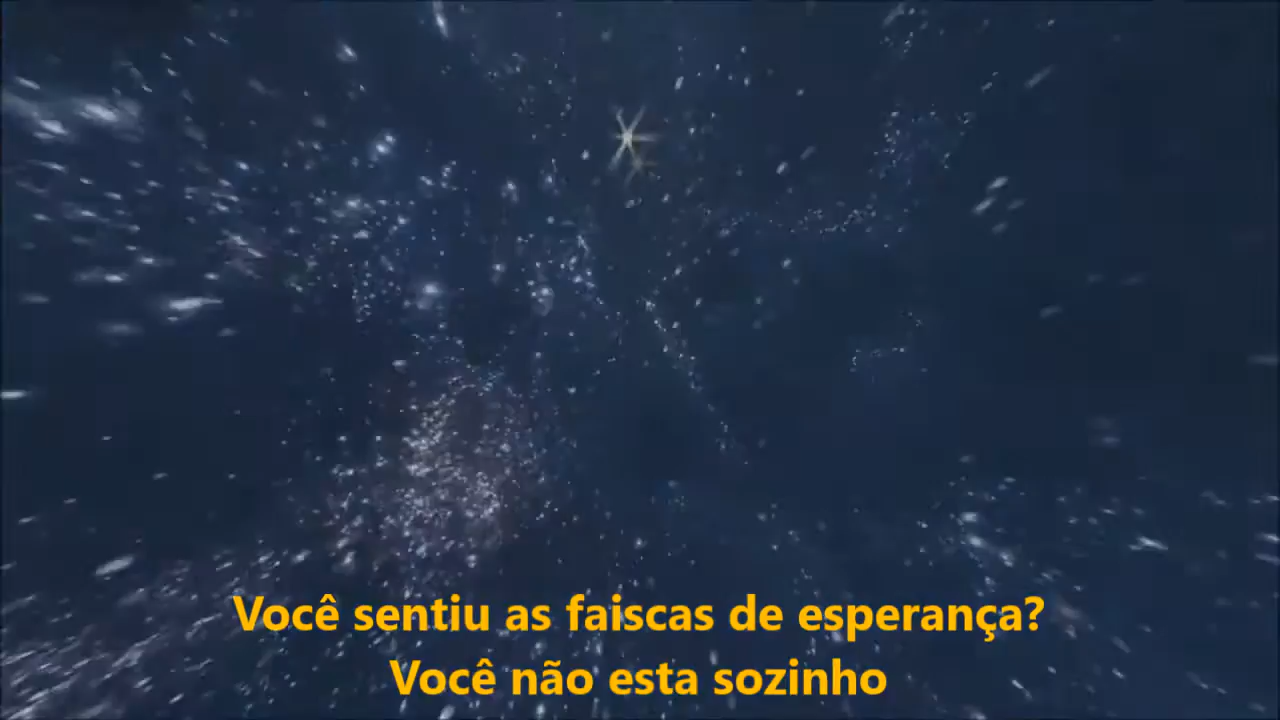 Você sentiu as faiscas de esperança?
Você não esta sozinho